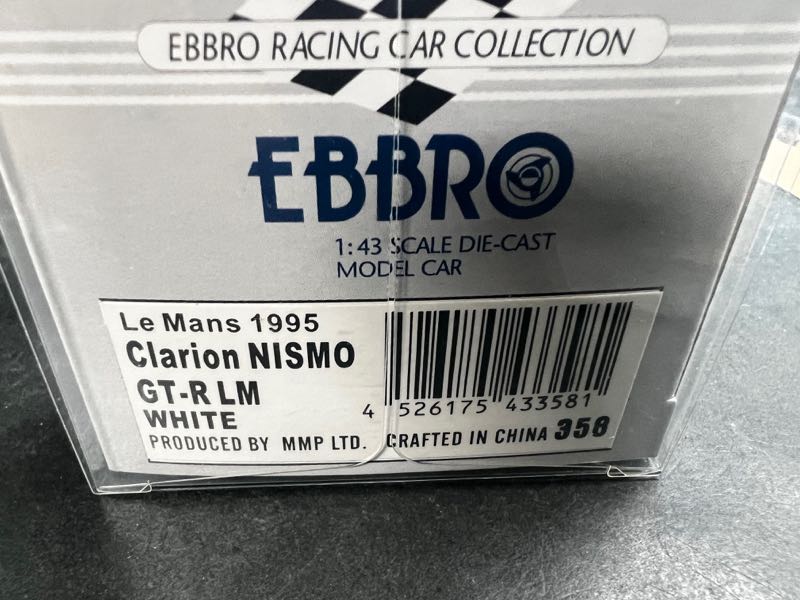 EBBRO RACING CAR COLLECTION
EBBRO
1:43 SCALE DIE-CAST
MODEL CAR
Le Mans 1995
Clarion NISMO
GT-R LM
WHITE
4 526175 433581
PRODUCED BY MMP LTD. CRAFTED IN CHINA 358